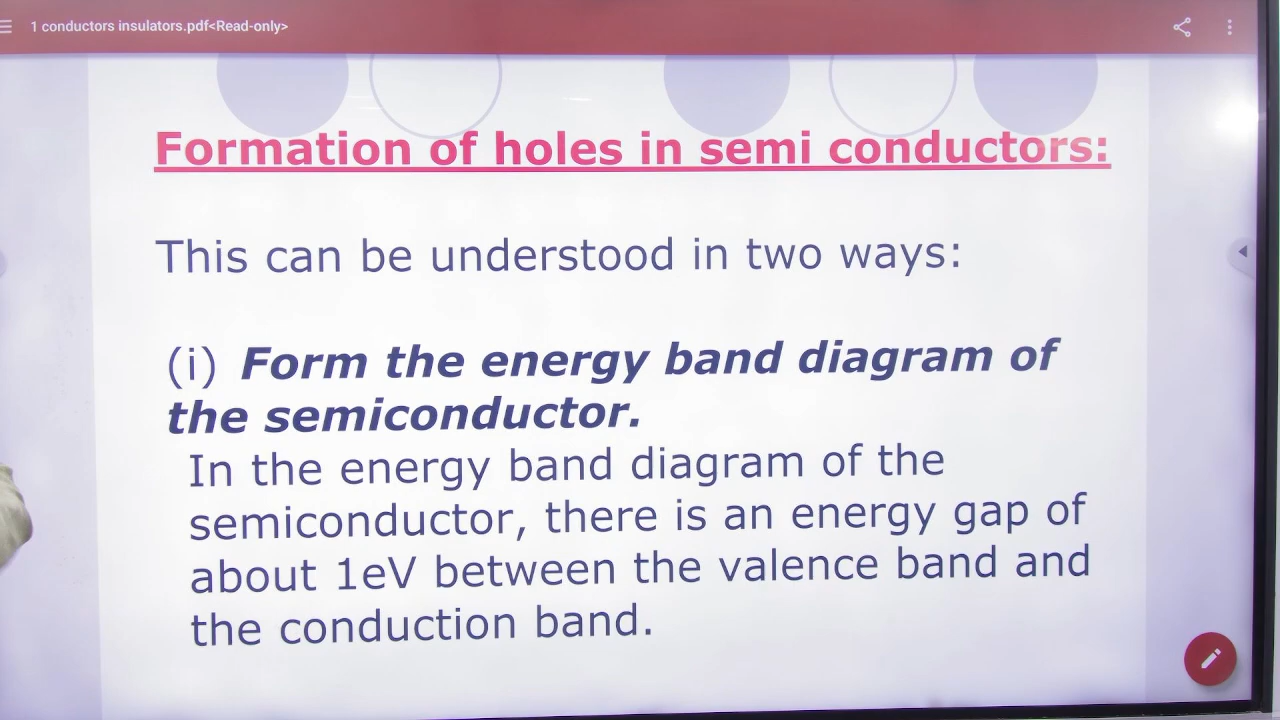 1 conductors insulators.pdf<Read-only>
Formation of holes in semi conductors:
This can be understood in two ways:
(i) Form the energy band diagram of
the semiconductor.
In the energy band diagram of the
semiconductor, there is an energy gap of
about 1eV between the valence band and
the conduction band.